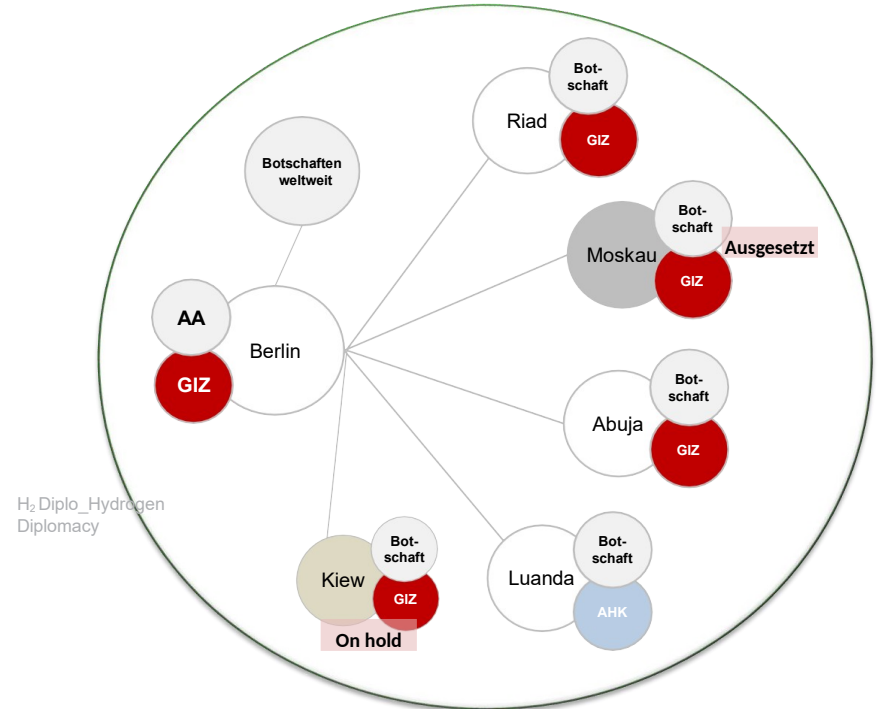 Bot-
schaft
Riad
GIZ
Botschaften
weltweit
Bot-
schaft
Moskau
Ausgesetzt
GIZ
AA
Berlin
GIZ
Bot-
schaft
Abuja
GIZ
H₂ Diplo_Hydrogen
Diplomacy
Bot-
schaft
Kiew
GIZ
On hold
Bot-
schaft
Luanda
AHK